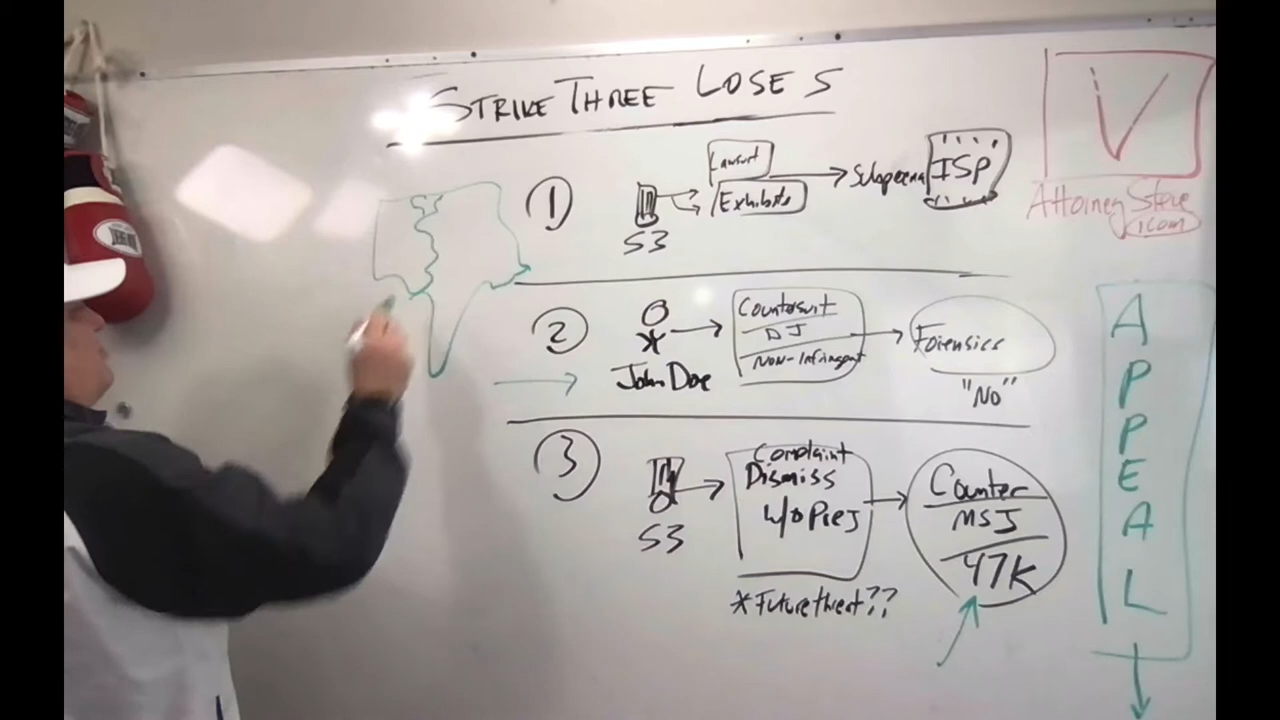 STRIKE THREE LOSES
V
AttorneySteve
.com
1
S3
Lawsuit
Exhibits
Subpoena
ISP
2
John Doe
Countersuit
DJ
Non-Infringent
Forensics
"No"
3
S3
Complaint
Dismiss
w/o PreJ
*Future threat??
Counter
MSJ
47K
APPEAL